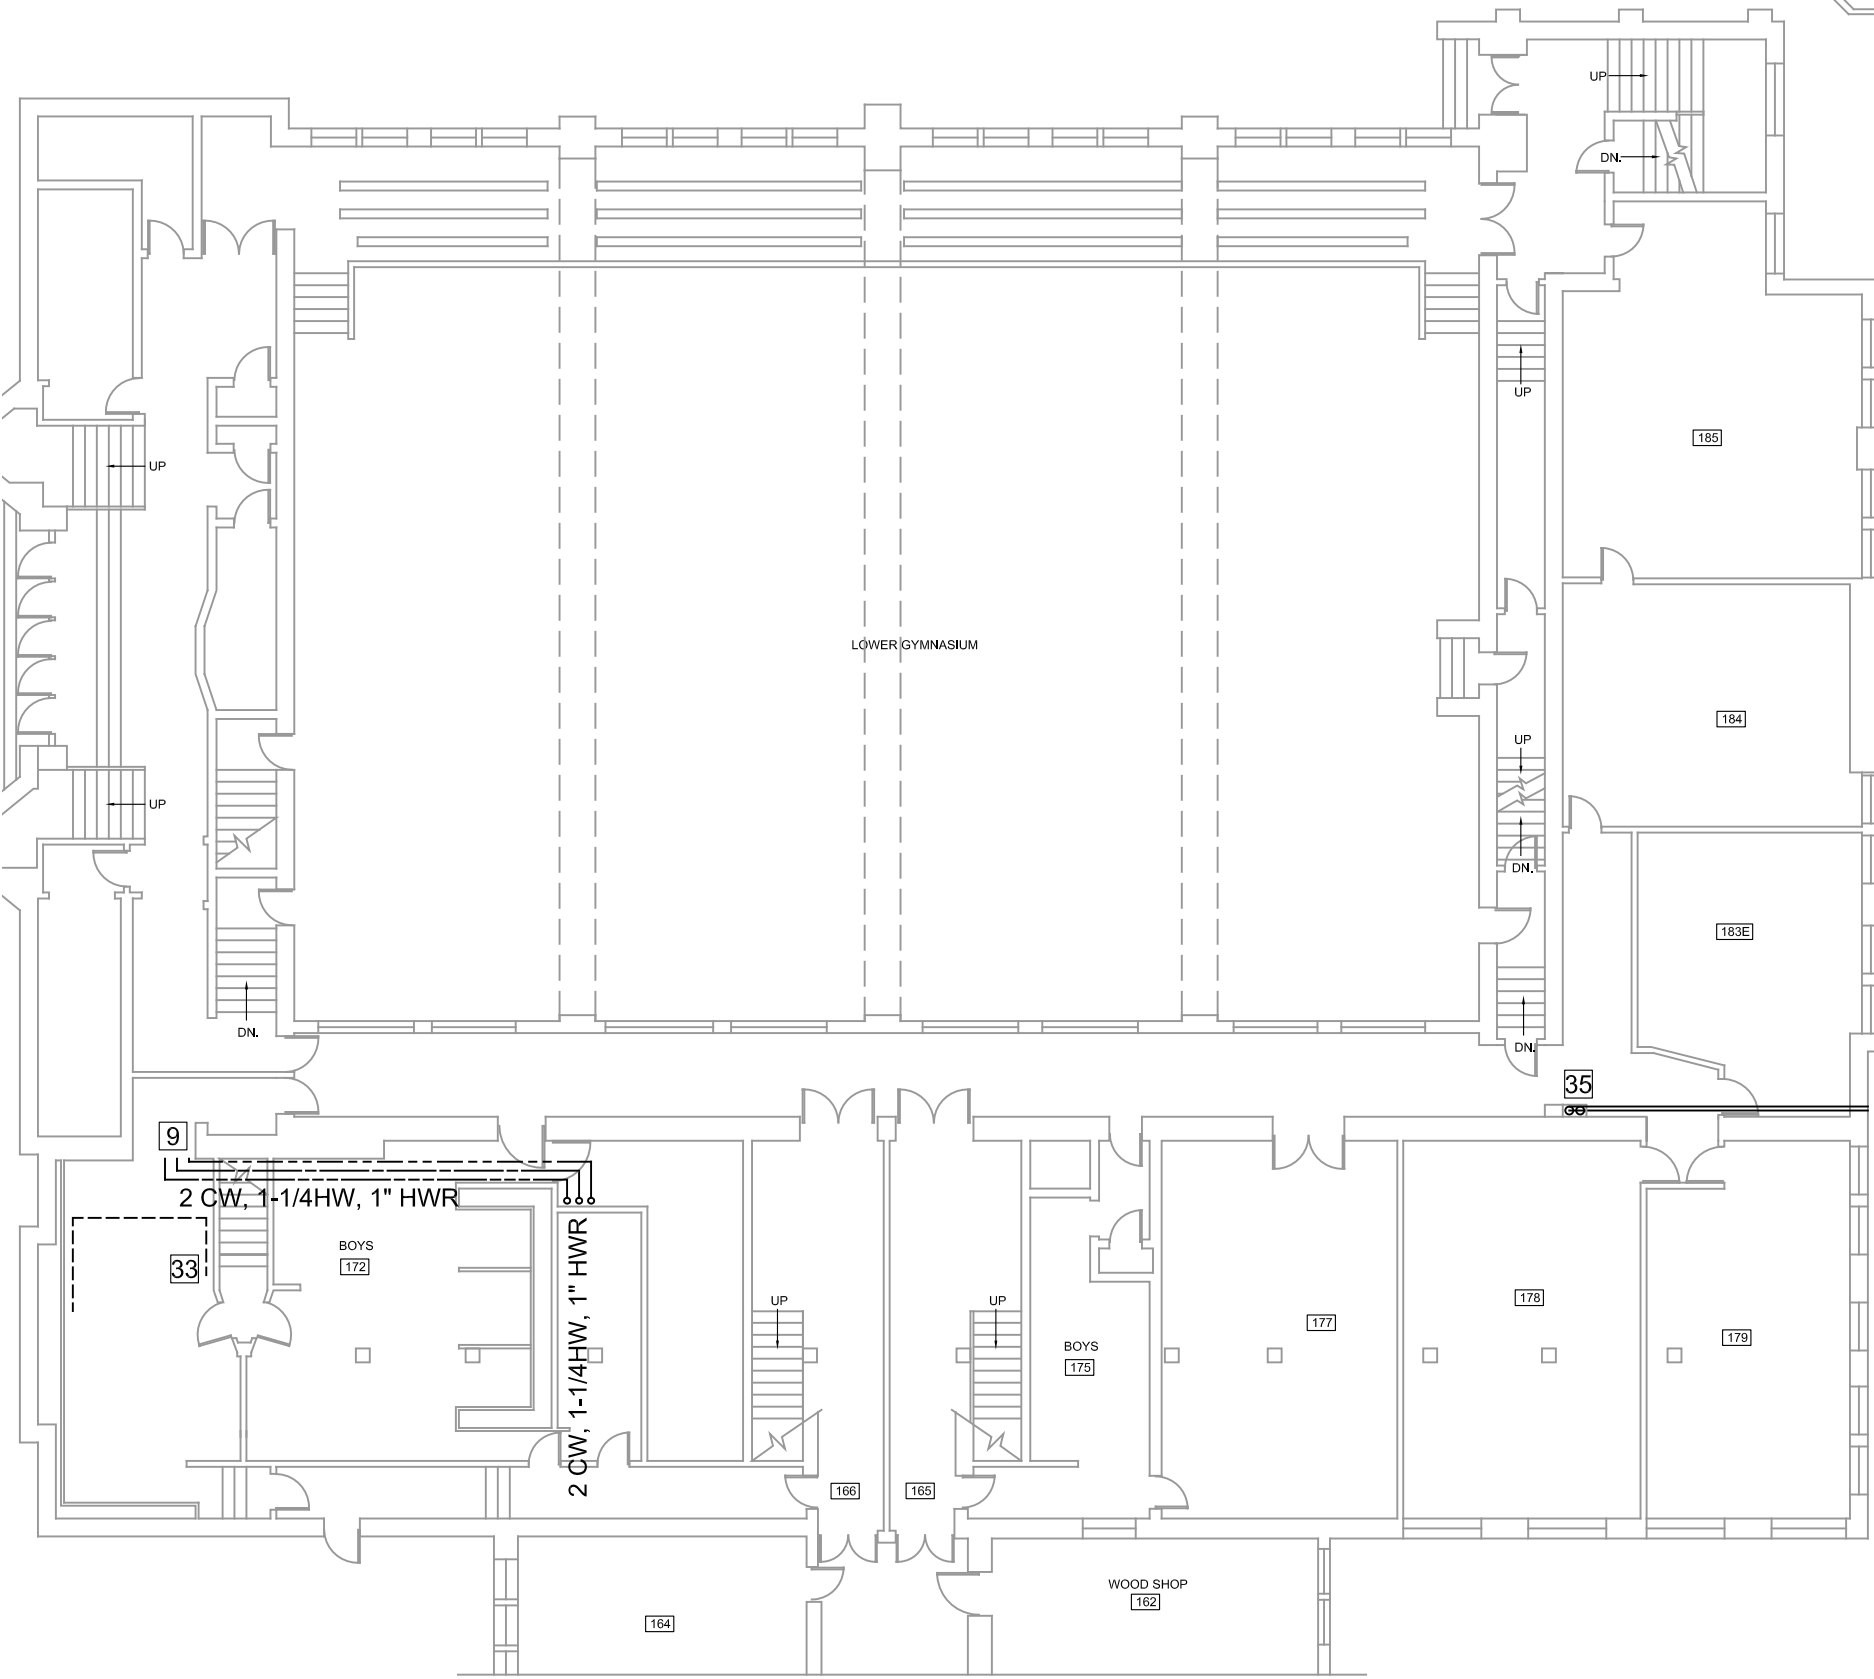 UP
DN.
UP
185
UP
LOWER GYMNASIUM
184
UP
UP
DN.
183E
DN.
DN.
35
9
2 CW, 1-1/4HW, 1" HWR
2 CW, 1-1/4HW, 1" HWR
BOYS
172
33
UP
UP
178
177
179
BOYS
175
166
165
WOOD SHOP
162
164